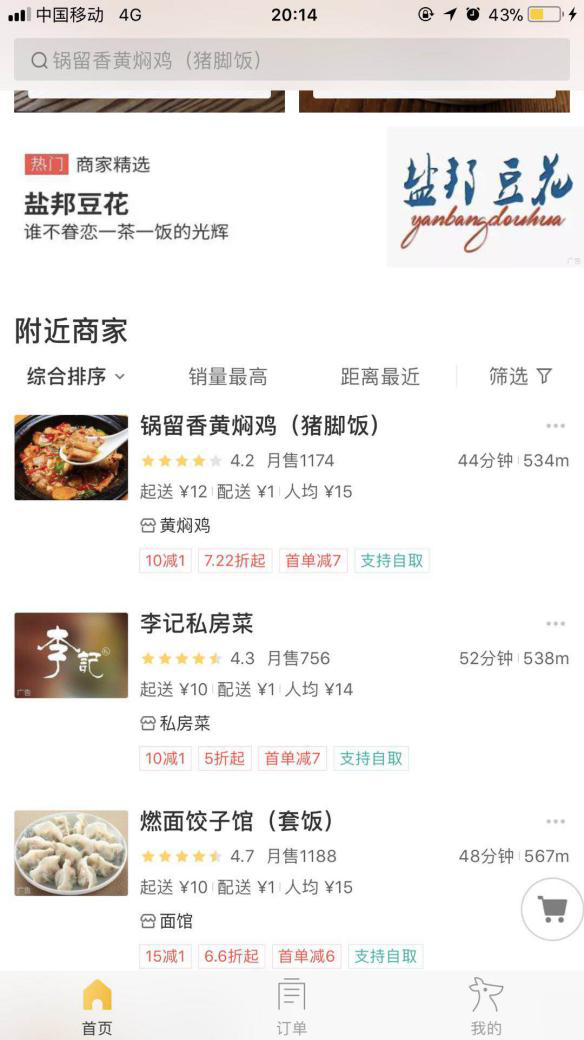 中国移动 4G 20:14 43%
锅留香黄焖鸡（猪脚饭）
热门 商家精选
盐邦豆花
谁不眷恋一茶一饭的光辉
盐邦豆花
yanbangdouhua
广告
附近商家
综合排序 销量最高 距离最近 筛选
锅留香黄焖鸡（猪脚饭）
4.2 月售1174 44分钟 534m
起送 ¥12 配送 ¥1 人均 ¥15
黄焖鸡
10减1 7.22折起 首单减7 支持自取
李記
广告
李记私房菜
4.3 月售756 52分钟 538m
起送 ¥10 配送 ¥1 人均 ¥14
私房菜
10减1 5折起 首单减7 支持自取
广告
燃面饺子馆（套饭）
4.7 月售1188 48分钟 567m
起送 ¥10 配送 ¥1 人均 ¥15
面馆
15减1 6.6折起 首单减6 支持自取
首页 订单 我的